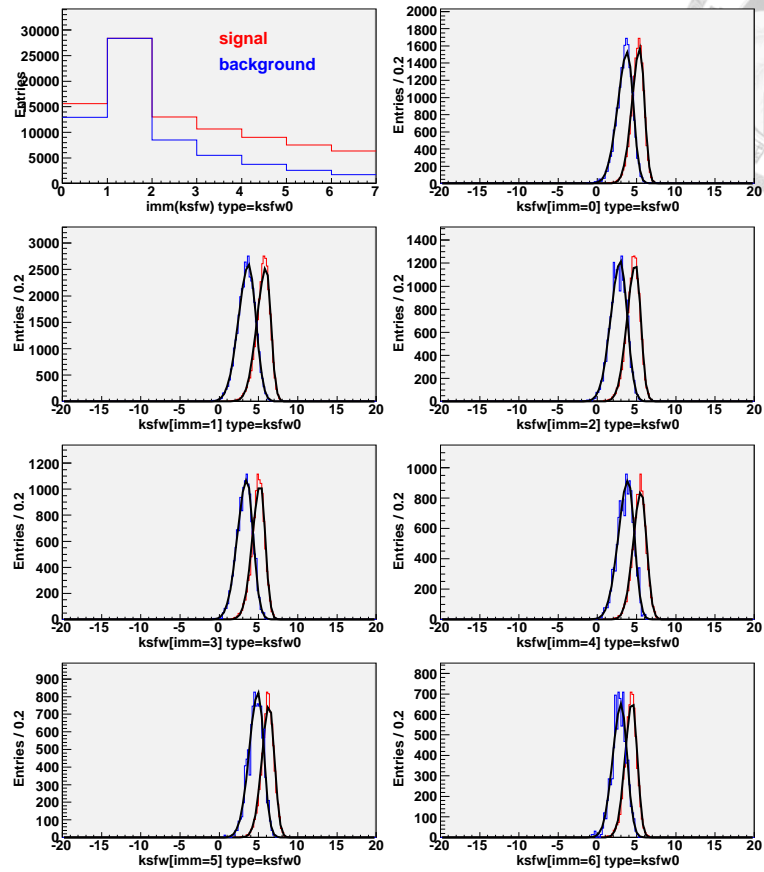 Entries
30000
25000
20000
15000
10000
5000
0
signal
background
0 1 2 3 4 5 6 7
imm(ksfw) type=ksfw0
Entries / 0.2
2000
1800
1600
1400
1200
1000
800
600
400
200
0
-20 -15 -10 -5 0 5 10 15 20
ksfw[imm=0] type=ksfw0
Entries / 0.2
3000
2500
2000
1500
1000
500
0
-20 -15 -10 -5 0 5 10 15 20
ksfw[imm=1] type=ksfw0
Entries / 0.2
1400
1200
1000
800
600
400
200
0
-20 -15 -10 -5 0 5 10 15 20
ksfw[imm=2] type=ksfw0
Entries / 0.2
1200
1000
800
600
400
200
0
-20 -15 -10 -5 0 5 10 15 20
ksfw[imm=3] type=ksfw0
Entries / 0.2
1000
800
600
400
200
0
-20 -15 -10 -5 0 5 10 15 20
ksfw[imm=4] type=ksfw0
Entries / 0.2
900
800
700
600
500
400
300
200
100
0
-20 -15 -10 -5 0 5 10 15 20
ksfw[imm=5] type=ksfw0
Entries / 0.2
800
700
600
500
400
300
200
100
0
-20 -15 -10 -5 0 5 10 15 20
ksfw[imm=6] type=ksfw0